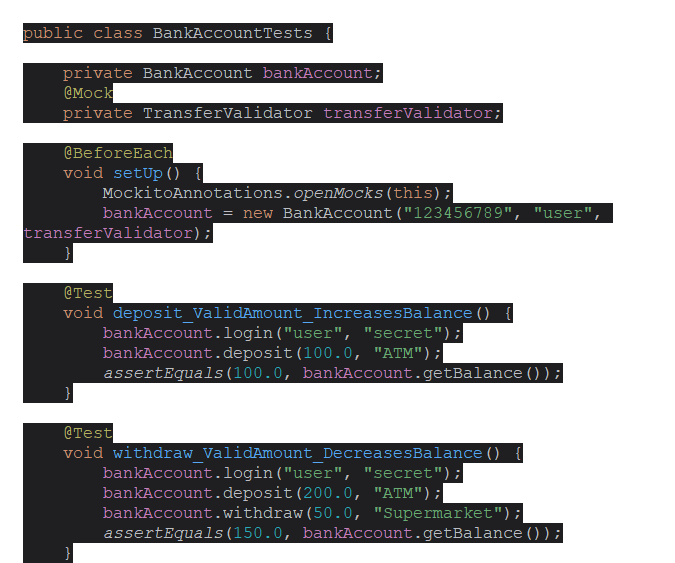 public class BankAccountTests {
    private BankAccount bankAccount;
    @Mock
    private TransferValidator transferValidator;
    @BeforeEach
    void setUp() {
        MockitoAnnotations.openMocks(this);
        bankAccount = new BankAccount("123456789", "user",
transferValidator);
    }
    @Test
    void deposit_ValidAmount_IncreasesBalance() {
        bankAccount.login("user", "secret");
        bankAccount.deposit(100.0, "ATM");
        assertEquals(100.0, bankAccount.getBalance());
    }
    @Test
    void withdraw_ValidAmount_DecreasesBalance() {
        bankAccount.login("user", "secret");
        bankAccount.deposit(200.0, "ATM");
        bankAccount.withdraw(50.0, "Supermarket");
        assertEquals(150.0, bankAccount.getBalance());
    }